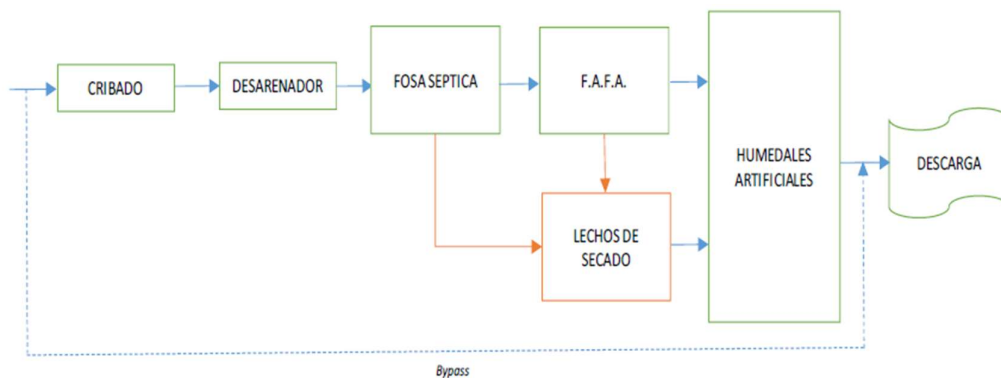 CRIBADO
DESARENADOR
FOSA SEPTICA
F.A.F.A.
HUMEDALES
ARTIFICIALES
DESCARGA
LECHOS DE
SECADO
Bypass